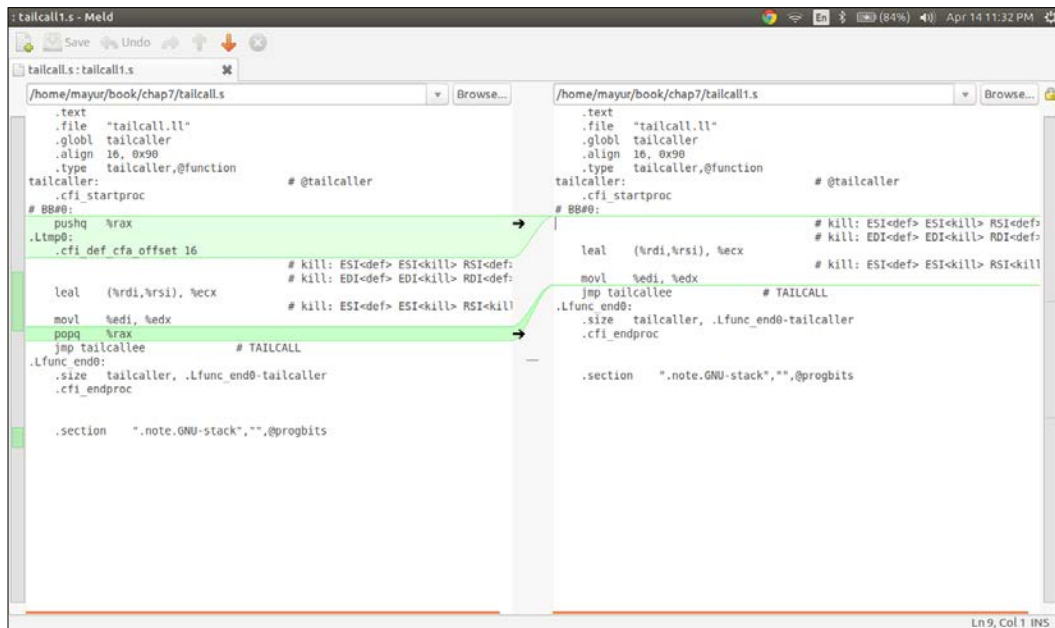 : tailcall1.s - Meld
En (84%) Apr 14 11:32 PM
Save Undo
tailcall.s : tailcall1.s
/home/mayur/book/chap7/tailcall.s Browse...
.text
.file "tailcall.ll"
.globl tailcaller
.align 16, 0x90
.type tailcaller,@function
tailcaller: # @tailcaller
.cfi_startproc
# BB#0:
pushq %rax
.Ltmp0:
.cfi_def_cfa_offset 16
# kill: ESI<def> ESI<kill> RSI<def>
# kill: EDI<def> EDI<kill> RDI<def>
leal (%rdi,%rsi), %ecx
# kill: ESI<def> ESI<kill> RSI<kill
movl %edi, %edx
popq %rax
jmp tailcallee # TAILCALL
.Lfunc_end0:
.size tailcaller, .Lfunc_end0-tailcaller
.cfi_endproc
.section ".note.GNU-stack","",@progbits
/home/mayur/book/chap7/tailcall1.s Browse...
.text
.file "tailcall.ll"
.globl tailcaller
.align 16, 0x90
.type tailcaller,@function
tailcaller: # @tailcaller
.cfi_startproc
# BB#0:
# kill: ESI<def> ESI<kill> RSI<def>
# kill: EDI<def> EDI<kill> RDI<def>
leal (%rdi,%rsi), %ecx
# kill: ESI<def> ESI<kill> RSI<kill
movl %edi, %edx
jmp tailcallee # TAILCALL
.Lfunc_end0:
.size tailcaller, .Lfunc_end0-tailcaller
.cfi_endproc
.section ".note.GNU-stack","",@progbits
Ln 9, Col 1 INS